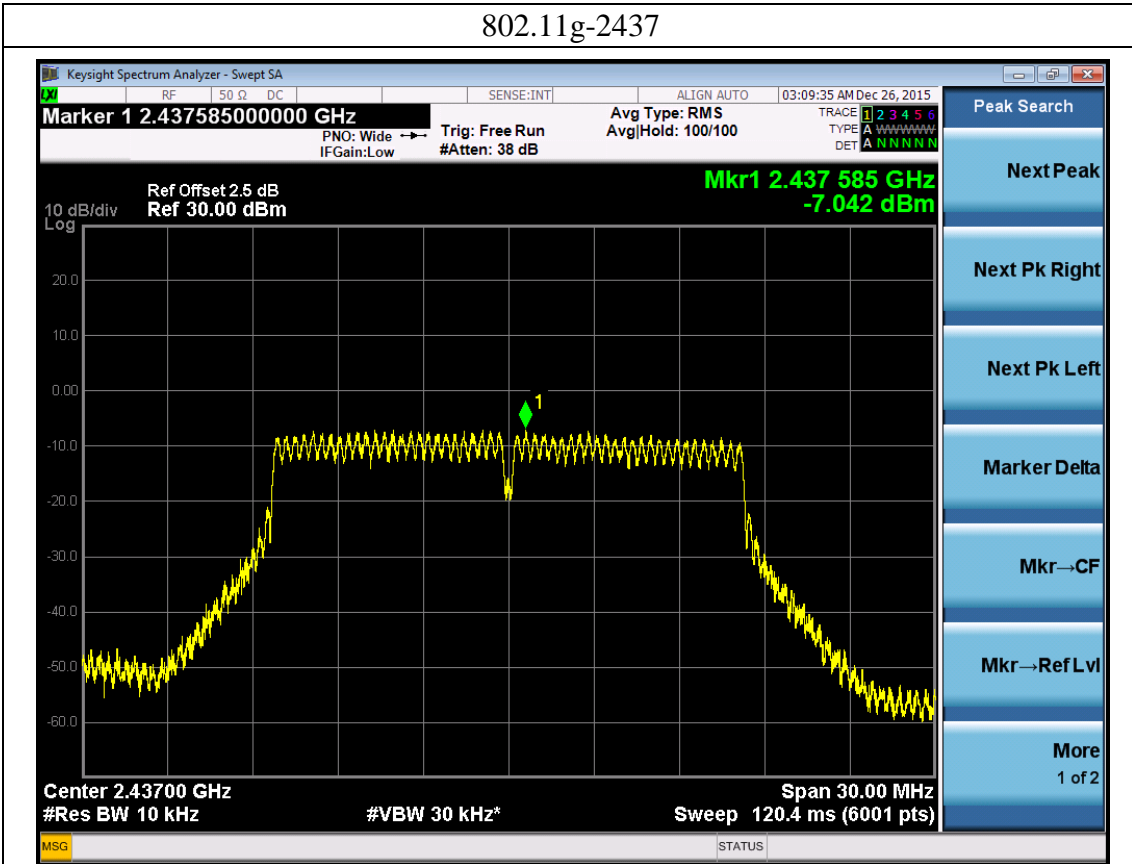 802.11g-2437
Keysight Spectrum Analyzer - Swept SA
LXI RF 50 Ω DC SENSE:INT ALIGN AUTO 03:09:35 AM Dec 26, 2015
Marker 1 2.437585000000 GHz
PNO: Wide
IFGain:Low
Trig: Free Run
#Atten: 38 dB
Avg Type: RMS
Avg|Hold: 100/100
TRACE 1 2 3 4 5 6
TYPE A WWWWW
DET A N N N N N
Mkr1 2.437 585 GHz
-7.042 dBm
Ref Offset 2.5 dB
10 dB/div Ref 30.00 dBm
Log
20.0
10.0
0.00
-10.0
-20.0
-30.0
-40.0
-50.0
-60.0
1
Center 2.43700 GHz Span 30.00 MHz
#Res BW 10 kHz #VBW 30 kHz* Sweep 120.4 ms (6001 pts)
MSG STATUS
Peak Search
Next Peak
Next Pk Right
Next Pk Left
Marker Delta
Mkr→CF
Mkr→Ref Lvl
More
1 of 2